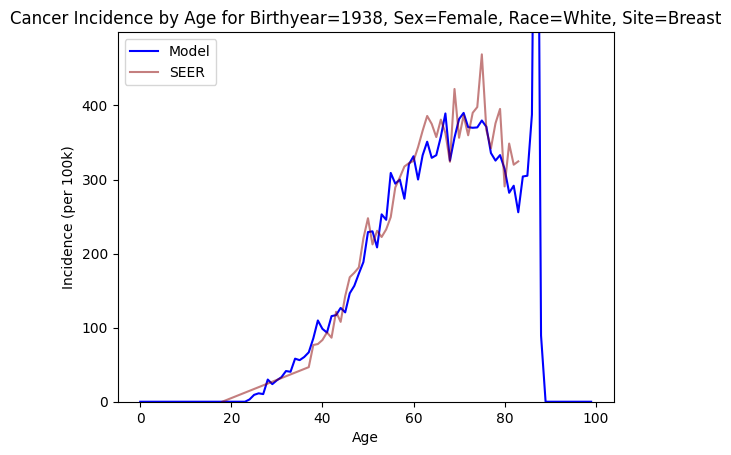 Cancer Incidence by Age for Birthyear=1938, Sex=Female, Race=White, Site=Breast
Model
SEER
Incidence (per 100k)
400
300
200
100
0
0 20 40 60 80 100
Age